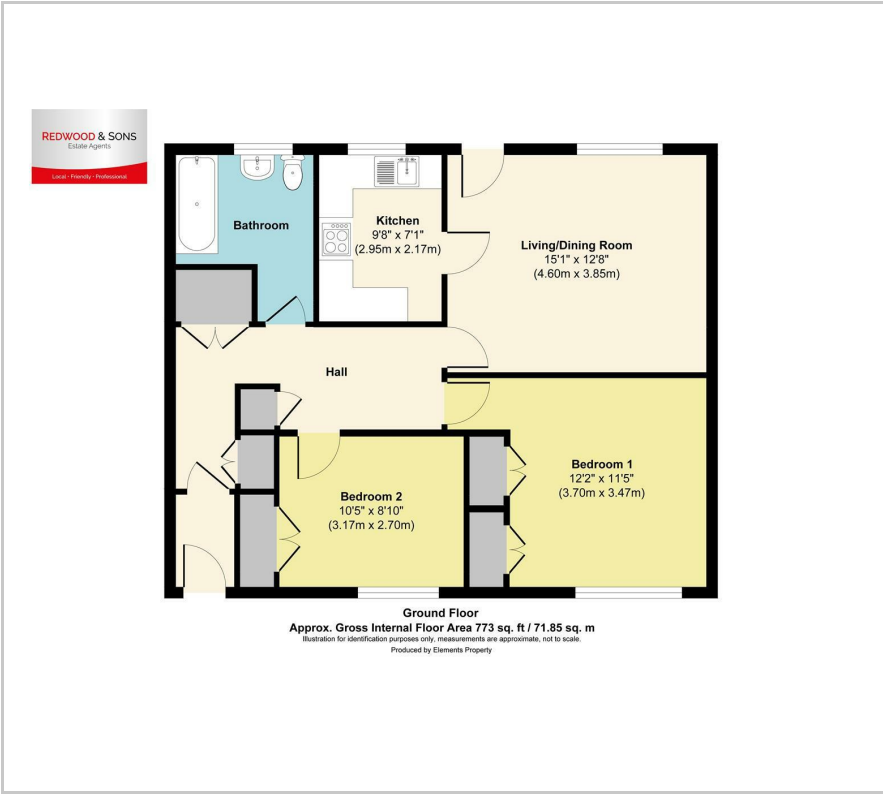 REDWOOD & SONS
Estate Agents
Local - Friendly - Professional
Bathroom
Kitchen
9'8" x 7'1"
(2.95m x 2.17m)
Living/Dining Room
15'1" x 12'8"
(4.60m x 3.85m)
Hall
Bedroom 1
12'2" x 11'5"
(3.70m x 3.47m)
Bedroom 2
10'5" x 8'10"
(3.17m x 2.70m)
Ground Floor
Approx. Gross Internal Floor Area 773 sq. ft / 71.85 sq. m
Illustration for identification purposes only, measurements are approximate, not to scale.
Produced by Elements Property